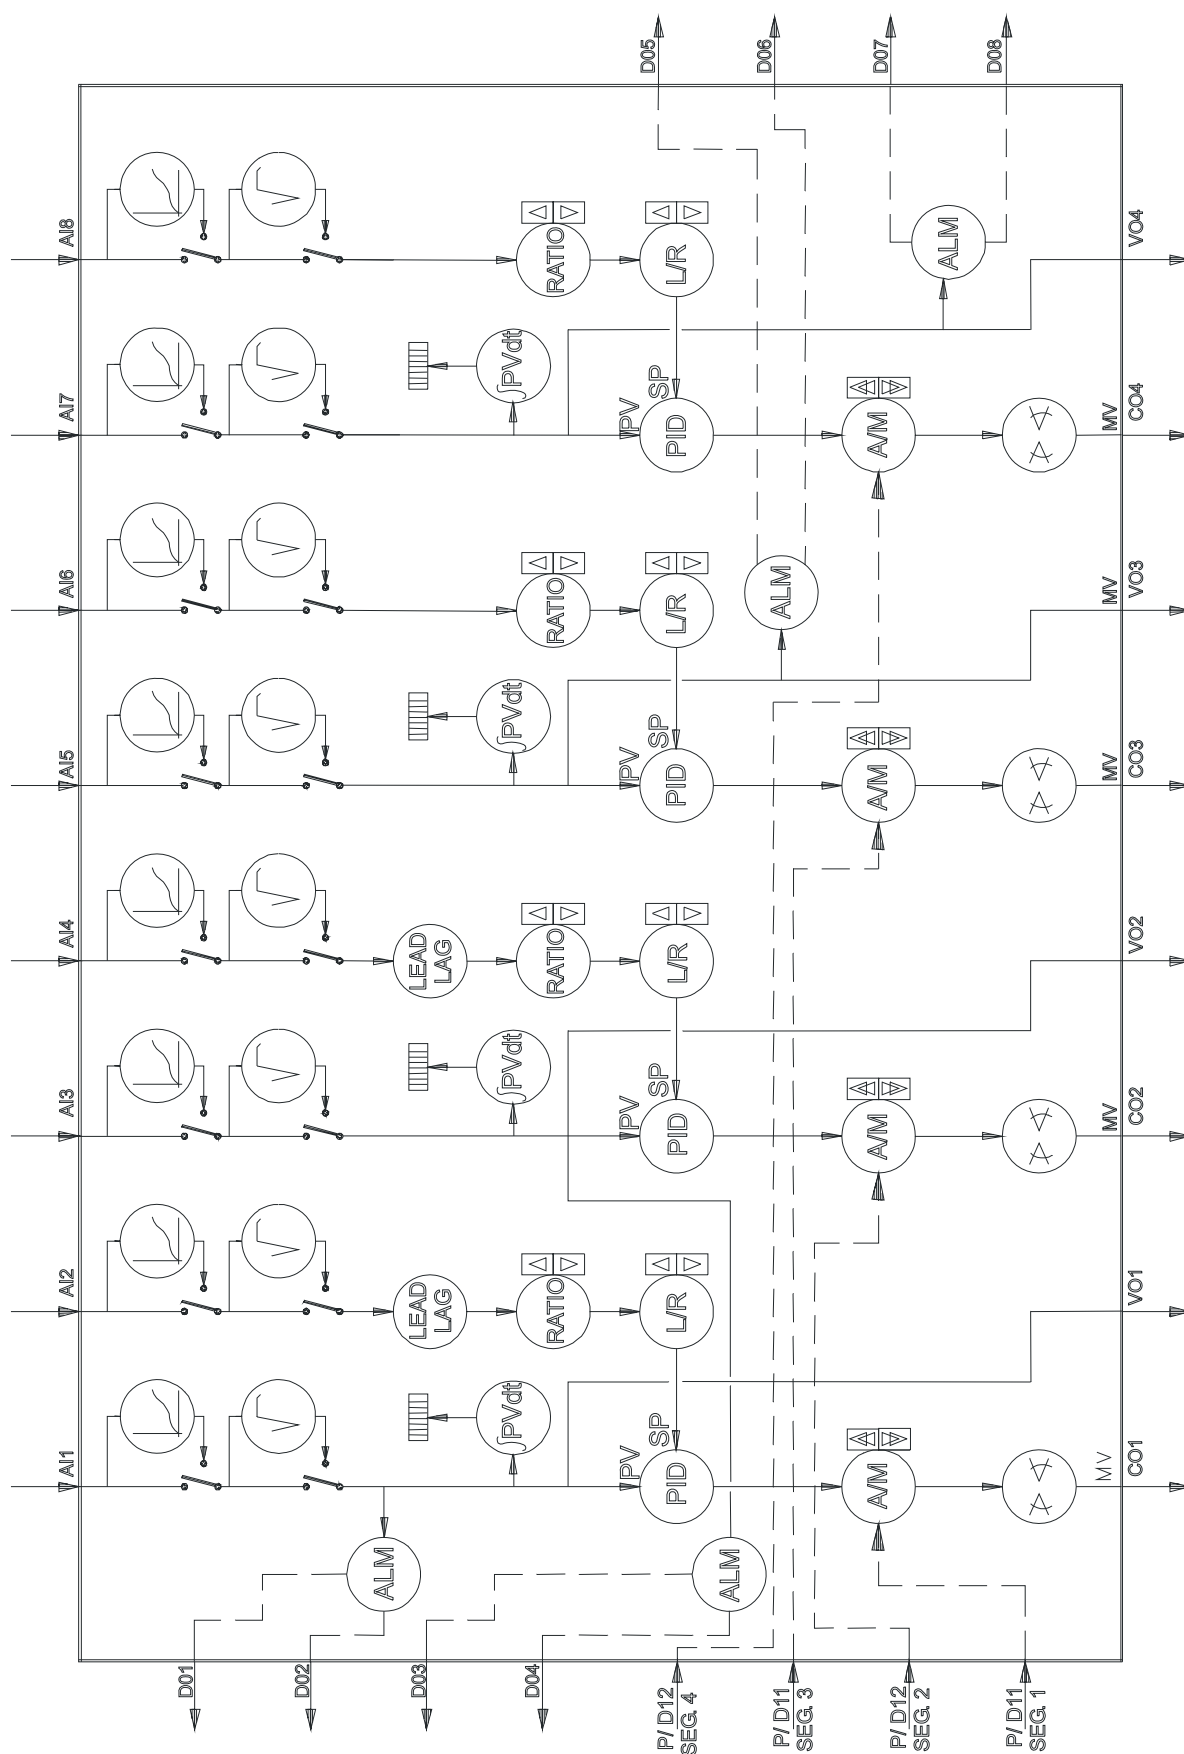 D05
D06
D07
D08
AI8
RATIO
L/R
ALM
VO4
AI7
∫PVdt
PV
SP
PID
A/M
MV
CO4
AI6
RATIO
L/R
ALM
MV
VO3
AI5
∫PVdt
PV
SP
PID
A/M
MV
CO3
AI4
LEAD
LAG
RATIO
L/R
VO2
AI3
∫PVdt
PV
SP
PID
A/M
MV
CO2
AI2
LEAD
LAG
RATIO
L/R
VO1
AI1
∫PVdt
PV
SP
PID
A/M
MV
CO1
ALM
ALM
D01
D02
D03
D04
P/ D12
SEG. 4
P/ D11
SEG. 3
P/ D12
SEG. 2
P/ D11
SEG. 1